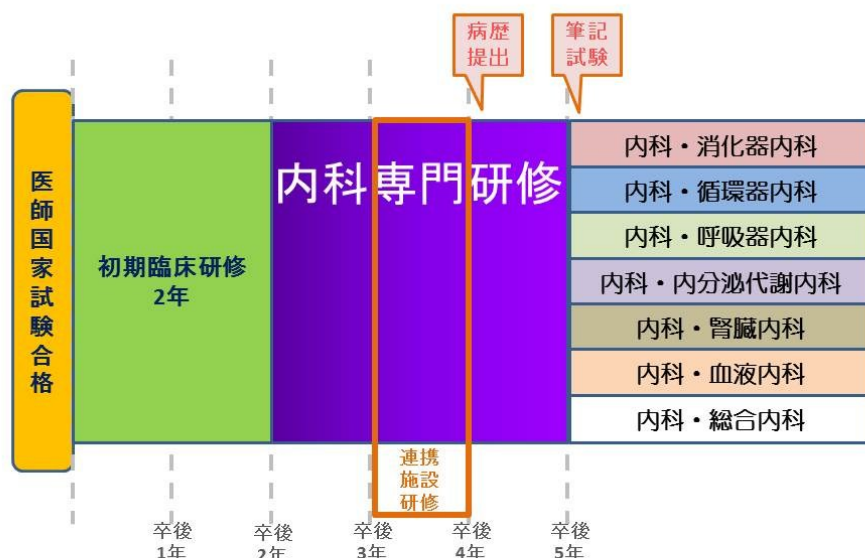 病歴
提出
筆記
試験
医師国家試験合格
初期臨床研修
2年
内科専門研修
内科・消化器内科
内科・循環器内科
内科・呼吸器内科
内科・内分泌代謝内科
内科・腎臓内科
内科・血液内科
内科・総合内科
連携
施設
研修
卒後
1年
卒後
2年
卒後
3年
卒後
4年
卒後
5年